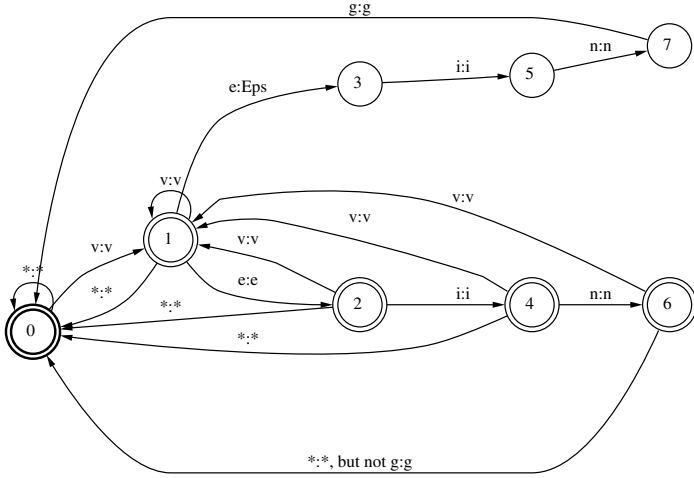 g:g
7
n:n
i:i
5
3
e:Eps
v:v
v:v
v:v
1
v:v
v:v
*:*
*:*
e:e
*:*
2
i:i
4
n:n
6
0
*:*
*:*, but not g:g